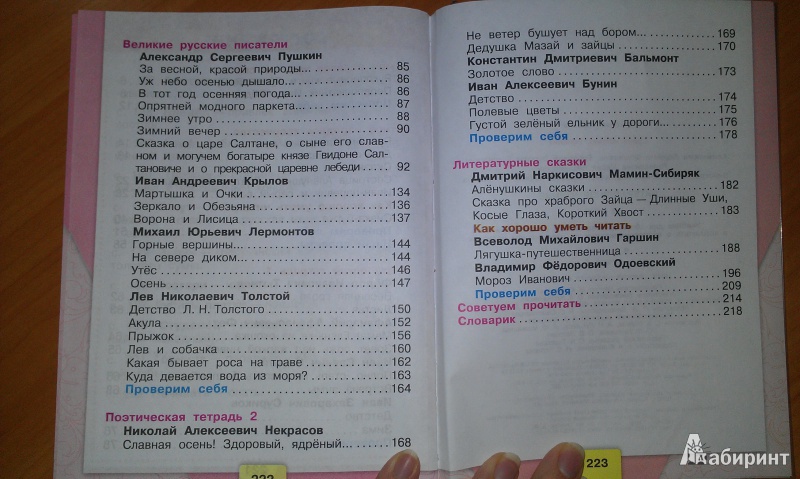 Великие русские писатели
Александр Сергеевич Пушкин
За весной, красой природы... 85
Уж небо осенью дышало... 86
В тот год осенняя погода... 86
Опрятней модного паркета... 87
Зимнее утро 88
Зимний вечер 90
Сказка о царе Салтане, о сыне его слав-
ном и могучем богатыре князе Гвидоне Сал-
тановиче и о прекрасной царевне лебеди 92
Иван Андреевич Крылов
Мартышка и Очки 134
Зеркало и Обезьяна 136
Ворона и Лисица 137
Михаил Юрьевич Лермонтов
Горные вершины... 144
На севере диком... 144
Утёс 146
Осень 147
Лев Николаевич Толстой
Детство Л. Н. Толстого 150
Акула 152
Прыжок 156
Лев и собачка 160
Какая бывает роса на траве 162
Куда девается вода из моря? 163
Проверим себя 164
Поэтическая тетрадь 2
Николай Алексеевич Некрасов
Славная осень! Здоровый, ядрёный... 168
222
Не ветер бушует над бором... 169
Дедушка Мазай и зайцы 170
Константин Дмитриевич Бальмонт
Золотое слово 173
Иван Алексеевич Бунин
Детство 174
Полевые цветы 175
Густой зелёный ельник у дороги... 176
Проверим себя 178
Литературные сказки
Дмитрий Наркисович Мамин-Сибиряк
Алёнушкины сказки 182
Сказка про храброго Зайца — Длинные Уши,
Косые Глаза, Короткий Хвост 183
Как хорошо уметь читать
Всеволод Михайлович Гаршин
Лягушка-путешественница 188
Владимир Фёдорович Одоевский
Мороз Иванович 196
Проверим себя 209
Советуем прочитать 214
Словарик 218
223
Лабиринт